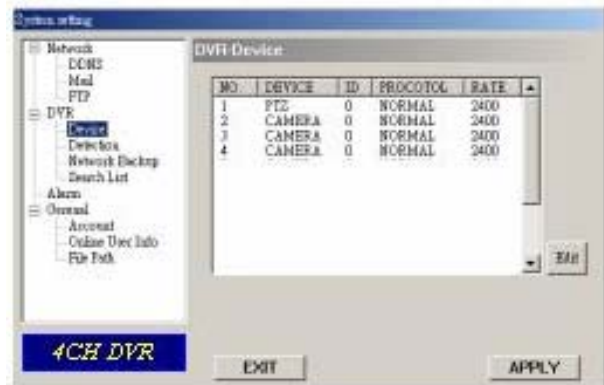 System setting
Network
DDNS
Mail
FTP
DVR
Device
Detection
Network Backup
Search List
Alarm
General
Account
Online User Info
File Path
4CH DVR
DVR-Device
NO DEVICE ID PROCOTOL RATE
1 PTZ 0 NORMAL 2400
2 CAMERA 0 NORMAL 2400
3 CAMERA 0 NORMAL 2400
4 CAMERA 0 NORMAL 2400
Edit
EXIT
APPLY